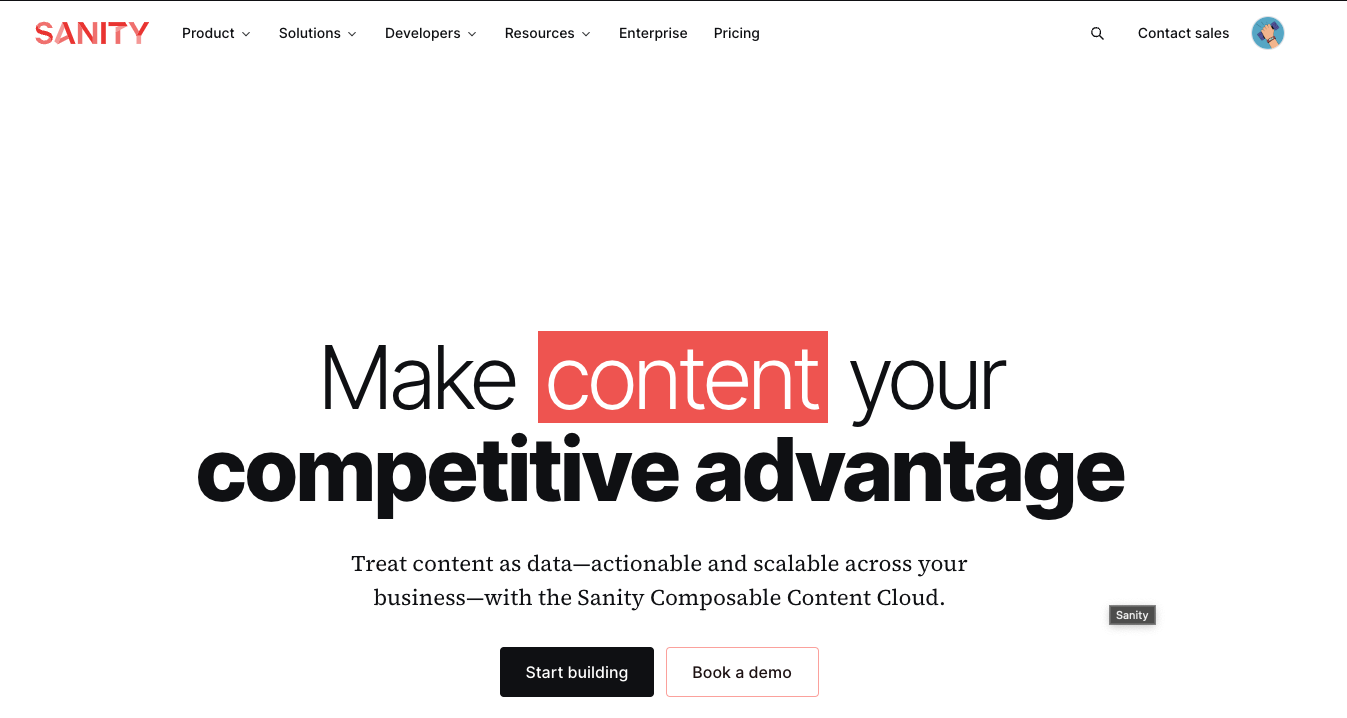 SANITY Product Solutions Developers Resources Enterprise Pricing Contact sales
Make content your
competitive advantage
Treat content as data—actionable and scalable across your
business—with the Sanity Composable Content Cloud.
Sanity
Start building Book a demo